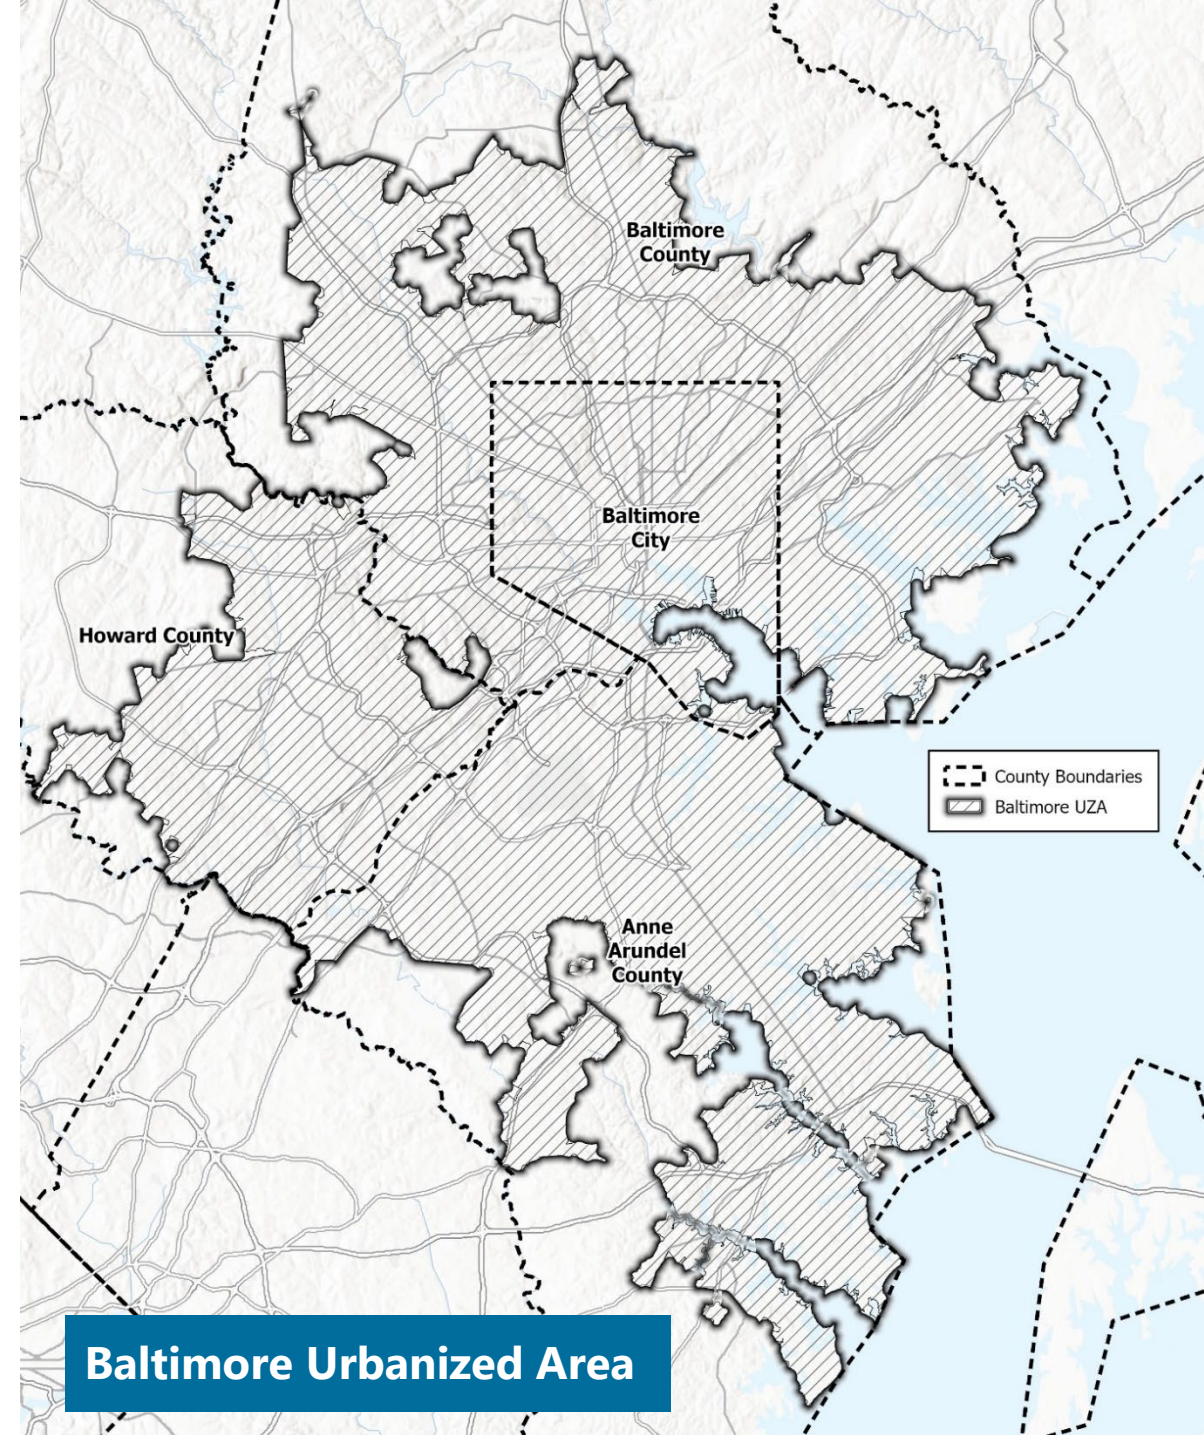 Baltimore
County
Baltimore
City
Howard County
County Boundaries
Baltimore UZA
Anne
Arundel
County
Baltimore Urbanized Area